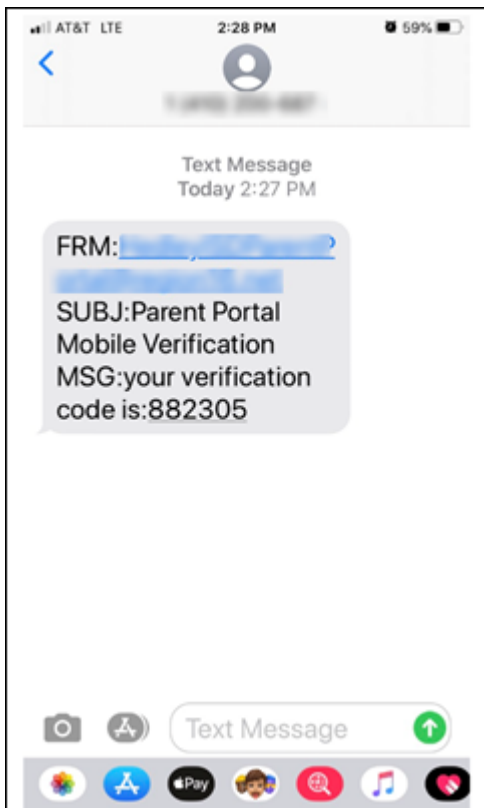 AT&T LTE
2:28 PM
59%
Text Message
Today 2:27 PM
FRM:
SUBJ:Parent Portal
Mobile Verification
MSG:your verification
code is:882305
Text Message
Pay